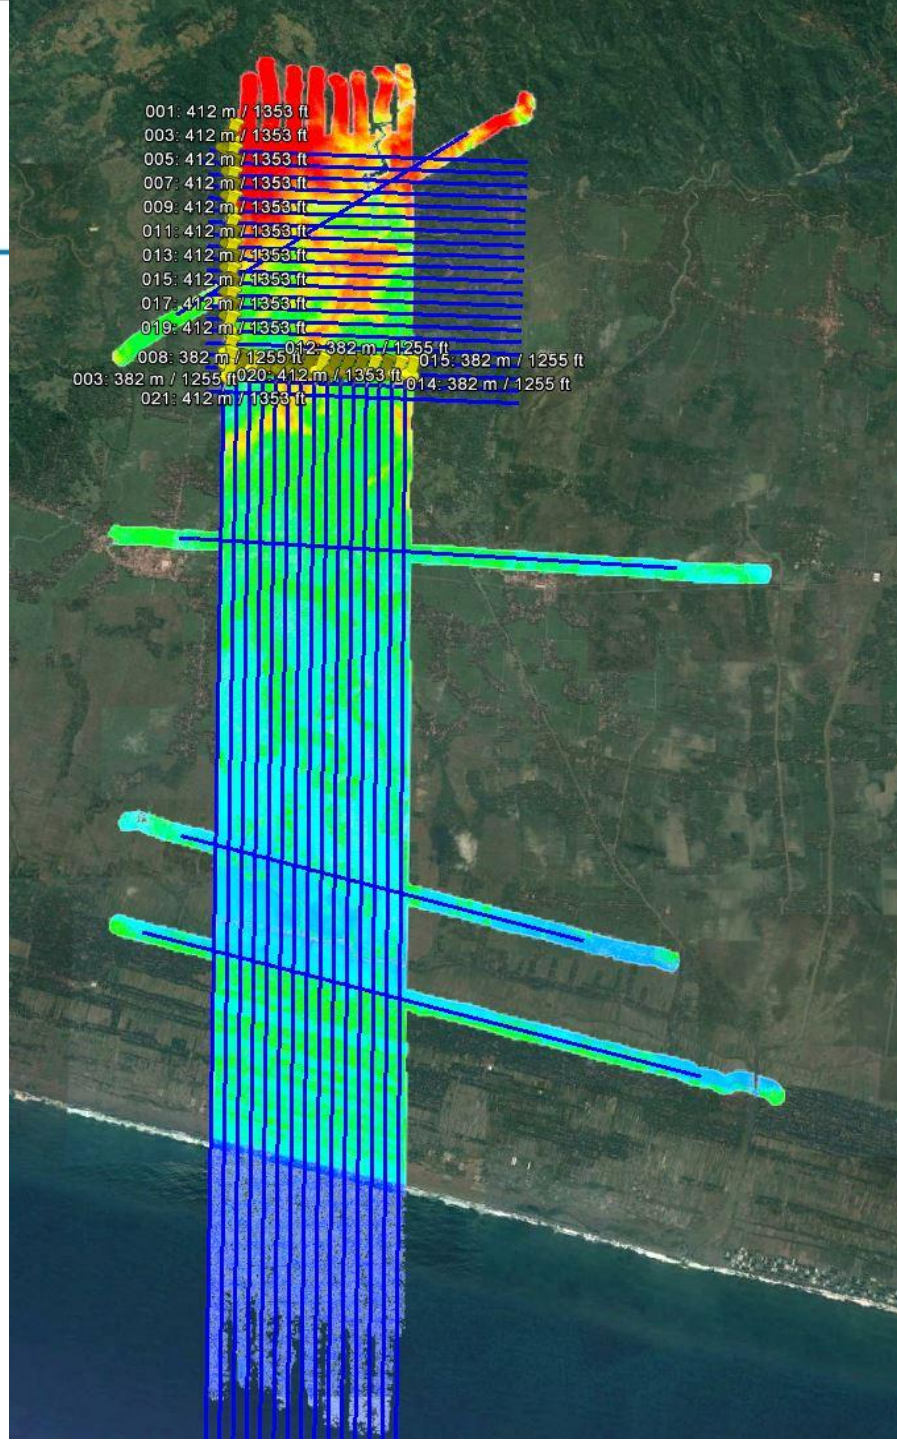 001: 412 m / 1353 ft
003: 412 m / 1353 ft
005: 412 m / 1353 ft
007: 412 m / 1353 ft
009: 412 m / 1353 ft
011: 412 m / 1353 ft
013: 412 m / 1353 ft
015: 412 m / 1353 ft
017: 412 m / 1353 ft
019: 412 m / 1353 ft
012: 382 m / 1255 ft
008: 382 m / 1255 ft
015: 382 m / 1255 ft
003: 382 m / 1255 ft
020: 412 m / 1353 ft
014: 382 m / 1255 ft
021: 412 m / 1353 ft